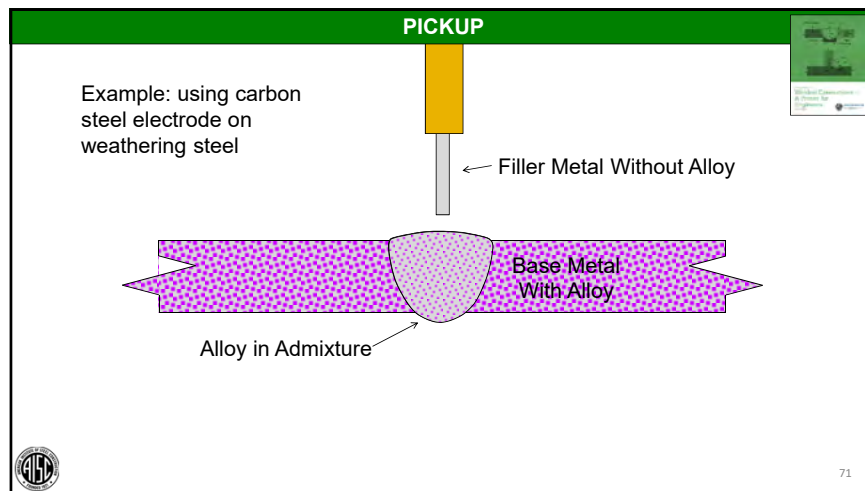 PICKUP
Example: using carbon
steel electrode on
weathering steel
Filler Metal Without Alloy
Base Metal
With Alloy
Alloy in Admixture
AISC
71